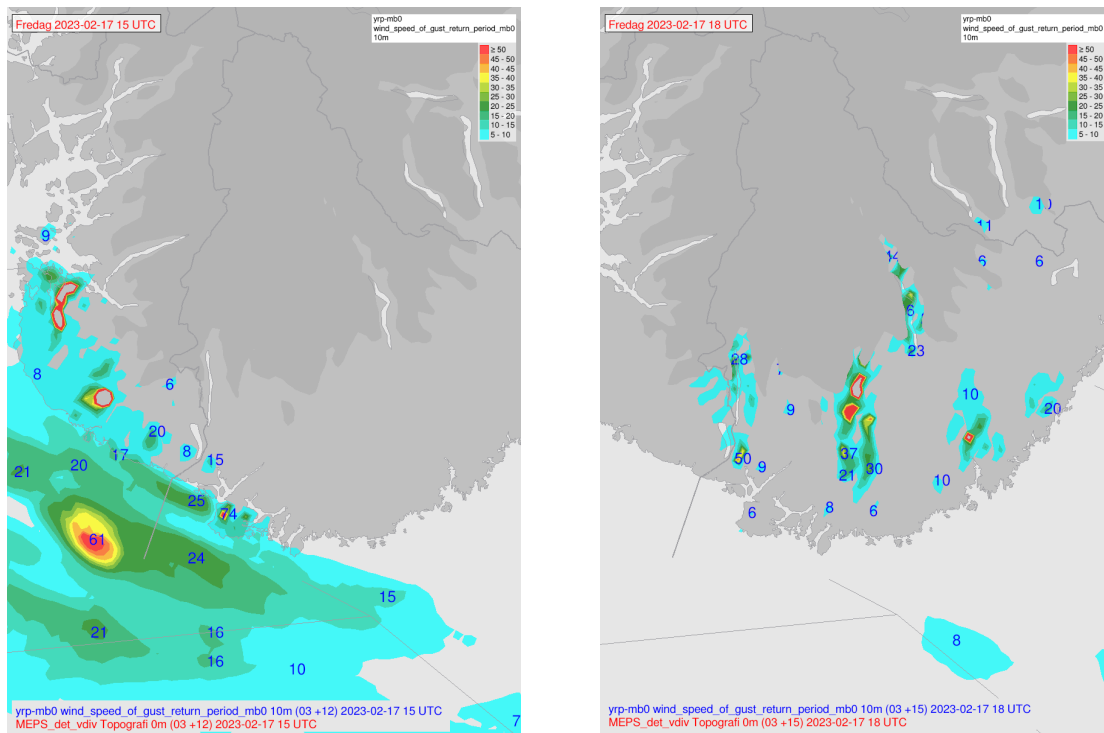 Fredag 2023-02-17 15 UTC
yrp-mb0
wind_speed_of_gust_return_period_mb0
10m
≥ 50
45 - 50
40 - 45
35 - 40
30 - 35
25 - 30
20 - 25
15 - 20
10 - 15
5 - 10
9
8
6
20
8
17
15
21
20
25
74
61
24
15
21
16
16
10
7
yrp-mb0 wind_speed_of_gust_return_period_mb0 10m (03 +12) 2023-02-17 15 UTC
MEPS_det_vdiv Topografi 0m (03 +12) 2023-02-17 15 UTC
Fredag 2023-02-17 18 UTC
yrp-mb0
wind_speed_of_gust_return_period_mb0
10m
≥ 50
45 - 50
40 - 45
35 - 40
30 - 35
25 - 30
20 - 25
15 - 20
10 - 15
5 - 10
11
14
6
6
6
23
28
9
10
20
50
9
37
21
30
10
6
8
6
8
yrp-mb0 wind_speed_of_gust_return_period_mb0 10m (03 +15) 2023-02-17 18 UTC
MEPS_det_vdiv Topografi 0m (03 +15) 2023-02-17 18 UTC